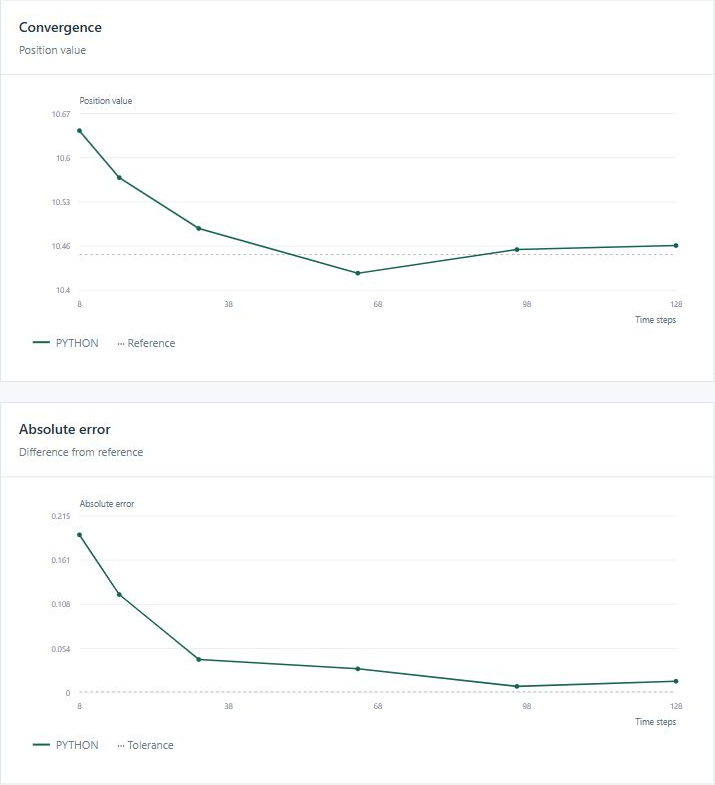 Convergence
Position value
Position value
10.67
10.6
10.53
10.46
10.4
8 38 68 98 128
Time steps
PYTHON Reference
Absolute error
Difference from reference
Absolute error
0.215
0.161
0.108
0.054
0
8 38 68 98 128
Time steps
PYTHON Tolerance